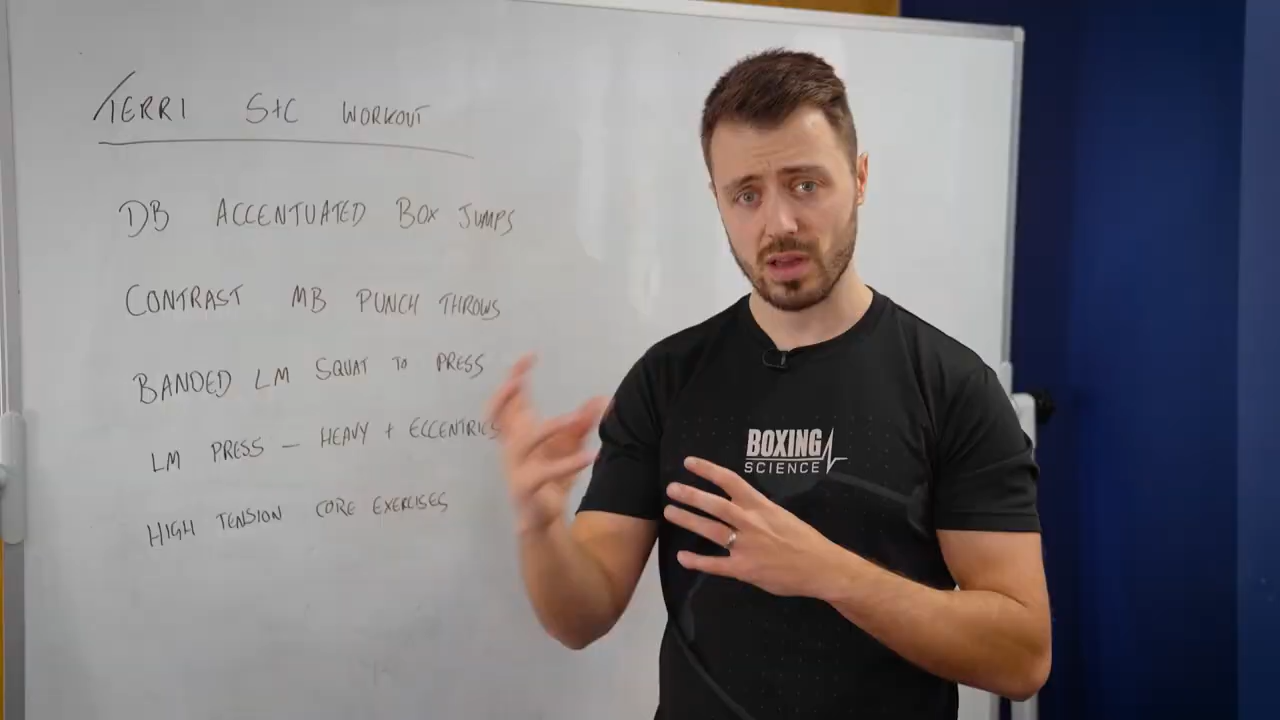 TERRI S+C WORKOUT
DB ACCENTUATED BOX JUMPS
CONTRAST MB PUNCH THROWS
BANDED LM SQUAT TO PRESS
LM PRESS – HEAVY + ECCENTRICS
HIGH TENSION CORE EXERCISES
BOXING
SCIENCE